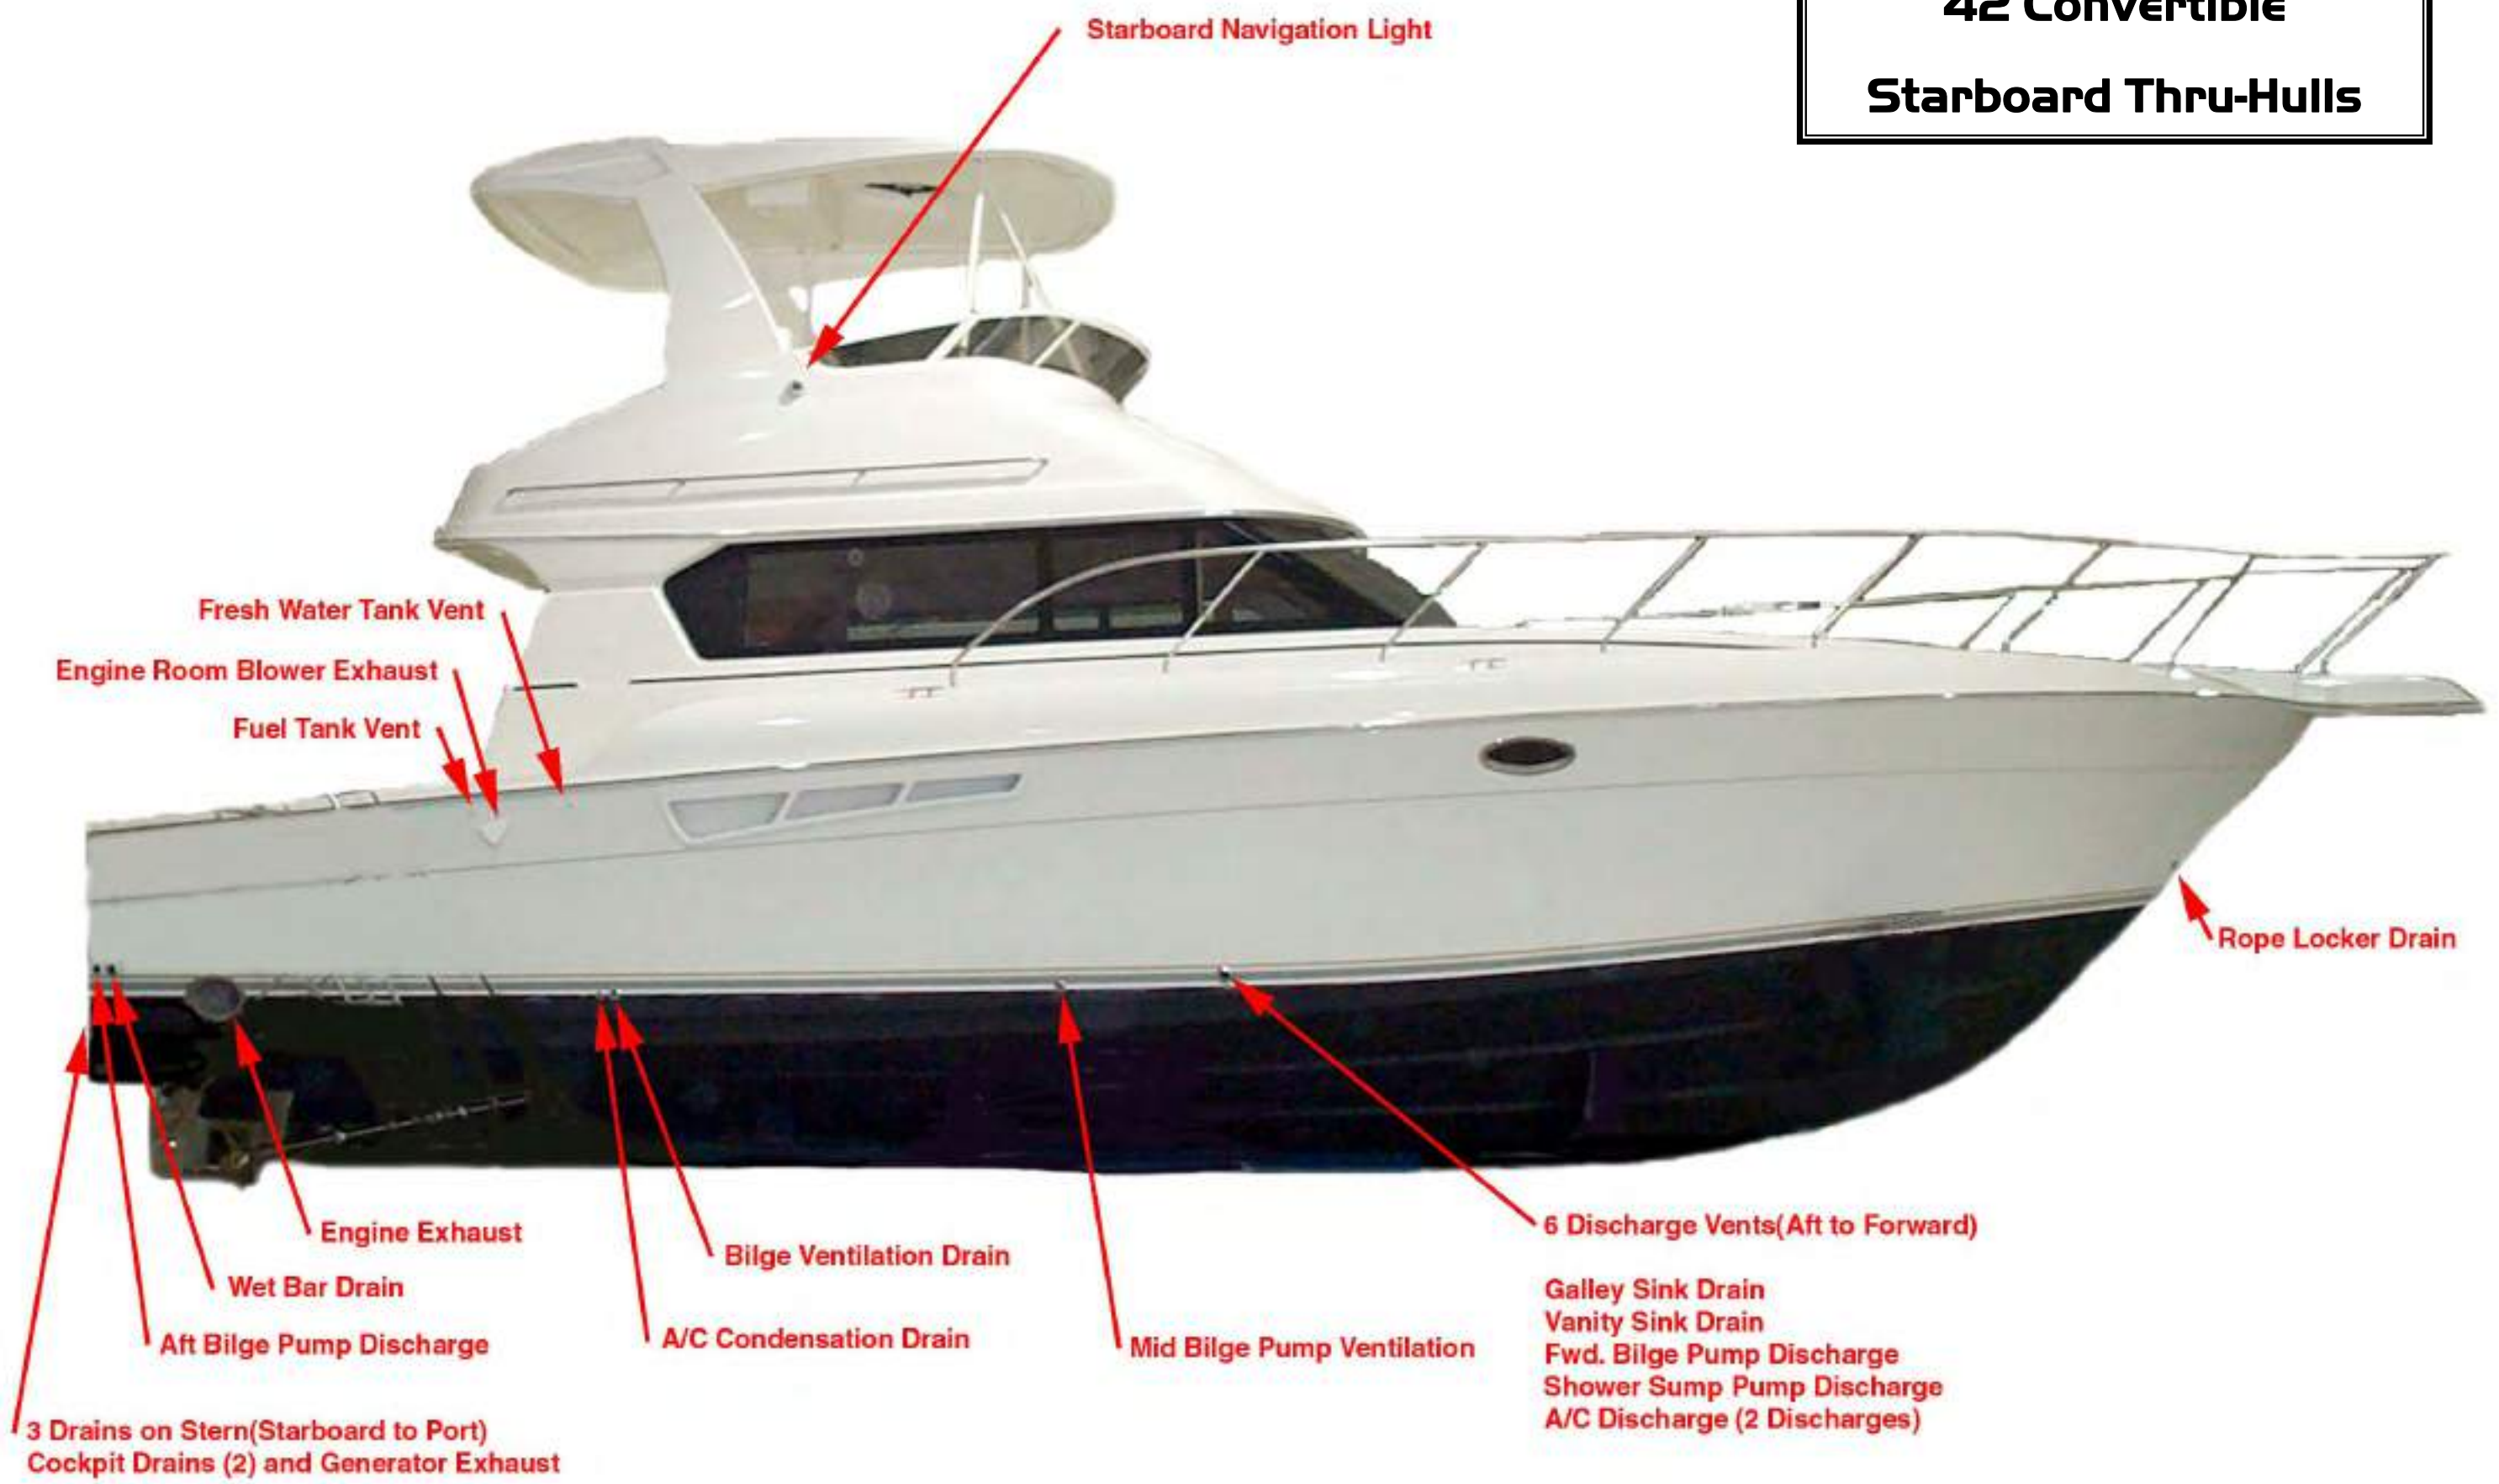 42 Convertible
Starboard Thru-Hulls
Starboard Navigation Light
Fresh Water Tank Vent
Engine Room Blower Exhaust
Fuel Tank Vent
Rope Locker Drain
Engine Exhaust
Wet Bar Drain
Aft Bilge Pump Discharge
3 Drains on Stern(Starboard to Port)
Cockpit Drains (2) and Generator Exhaust
Bilge Ventilation Drain
A/C Condensation Drain
Mid Bilge Pump Ventilation
6 Discharge Vents(Aft to Forward)
Galley Sink Drain
Vanity Sink Drain
Fwd. Bilge Pump Discharge
Shower Sump Pump Discharge
A/C Discharge (2 Discharges)